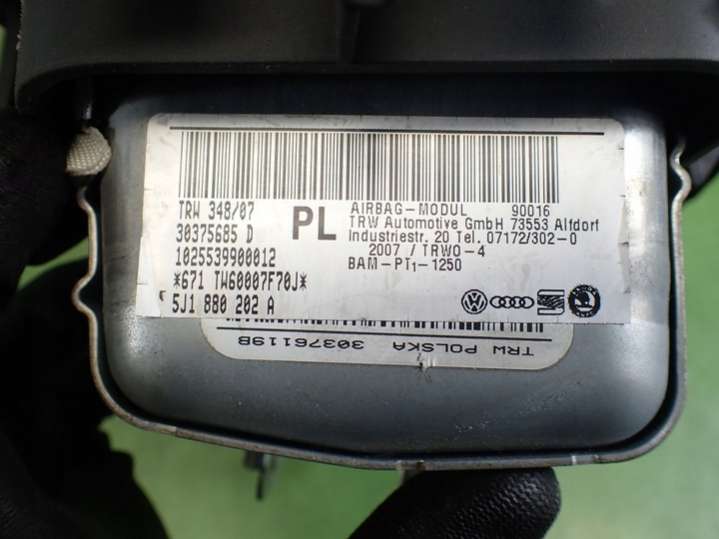 TRW 348/07
30375685 D
1025539900012
*671 TW60007F70J*
5J1 880 202 A
PL
AIRBAG-MODUL 90016
TRW Automotive GmbH 73553 Alfdorf
Industriestr. 20 Tel. 07172/302-0
2007 / TRWO-4
BAM-PT1-1250
TRW POLSKA 30376119B